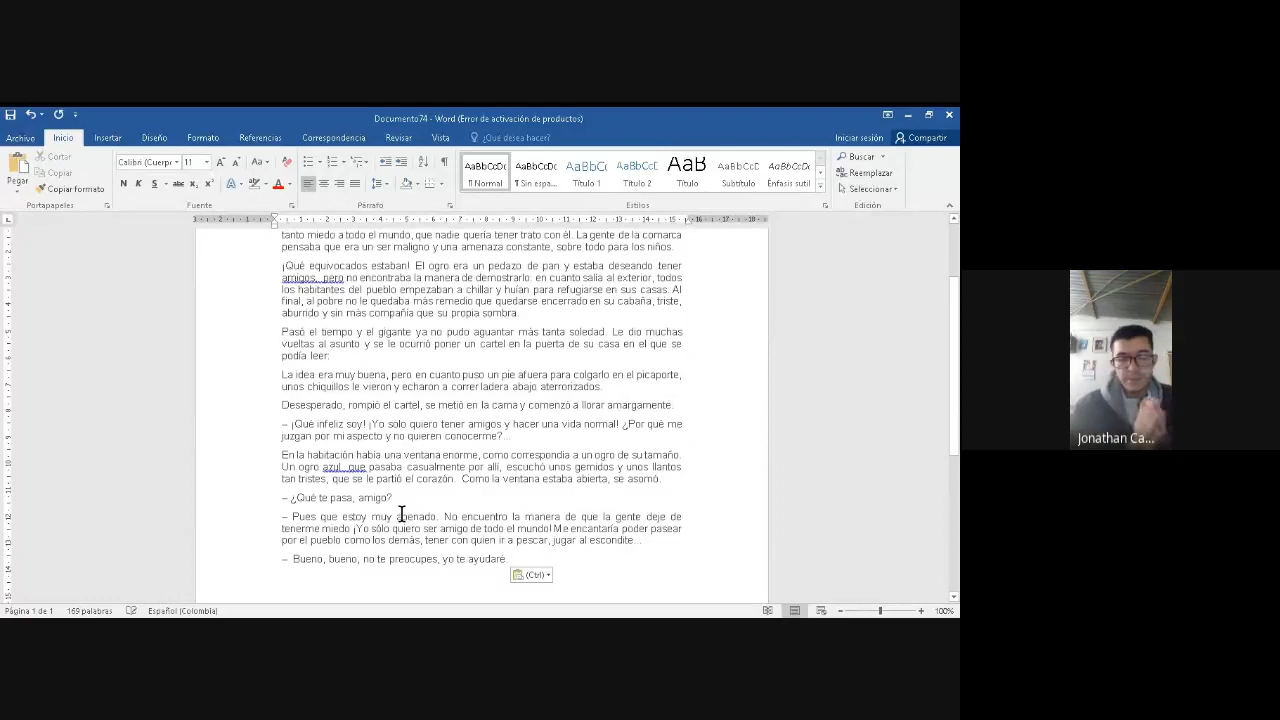 Documento74 - Word (Error de activación de productos)
Archivo Inicio Insertar Diseño Formato Referencias Correspondencia Revisar Vista ¿Qué desea hacer? Iniciar sesión Compartir
Pegar
Cortar
Copiar
Copiar formato
Portapapeles
Calibri (Cuerpo 11
N K S abc x₂ x²
Fuente
Párrafo
AaBbCcDc AaBbCcDc AaBbCc AaBbCcD AaB AaBbCcD AaBbCcDc
¶ Normal ¶ Sin espa... Título 1 Título 2 Título Subtítulo Énfasis sutil
Estilos
Buscar
Reemplazar
Seleccionar
Edición
tanto miedo a todo el mundo, que nadie quería tener trato con él. La gente de la comarca
pensaba que era un ser maligno y una amenaza constante, sobre todo para los niños.
¡Qué equivocados estaban! El ogro era un pedazo de pan y estaba deseando tener
amigos, pero no encontraba la manera de demostrarlo en cuanto salía al exterior, todos
los habitantes del pueblo empezaban a chillar y huían para refugiarse en sus casas. Al
final, al pobre no le quedaba más remedio que quedarse encerrado en su cabaña, triste,
aburrido y sin más compañía que su propia sombra.
Pasó el tiempo y el gigante ya no pudo aguantar más tanta soledad. Le dio muchas
vueltas al asunto y se le ocurrió poner un cartel en la puerta de su casa en el que se
podía leer:
La idea era muy buena, pero en cuanto puso un pie afuera para colgarlo en el picaporte,
unos chiquillos le vieron y echaron a correr ladera abajo aterrorizados.
Desesperado, rompió el cartel, se metió en la cama y comenzó a llorar amargamente.
– ¡Qué infeliz soy! ¡Yo solo quiero tener amigos y hacer una vida normal! ¿Por qué me
juzgan por mi aspecto y no quieren conocerme?...
En la habitación había una ventana enorme, como correspondía a un ogro de su tamaño.
Un ogro azul que pasaba casualmente por allí, escuchó unos gemidos y unos llantos
tan tristes, que se le partió el corazón. Como la ventana estaba abierta, se asomó.
– ¿Qué te pasa, amigo?
– Pues que estoy muy apenado. No encuentro la manera de que la gente deje de
tenerme miedo ¡Yo sólo quiero ser amigo de todo el mundo! Me encantaría poder pasear
por el pueblo como los demás, tener con quien ir a pescar, jugar al escondite...
– Bueno, bueno, no te preocupes, yo te ayudaré.
(Ctrl)
Página 1 de 1 169 palabras Español (Colombia) 100%
Jonathan Ca...